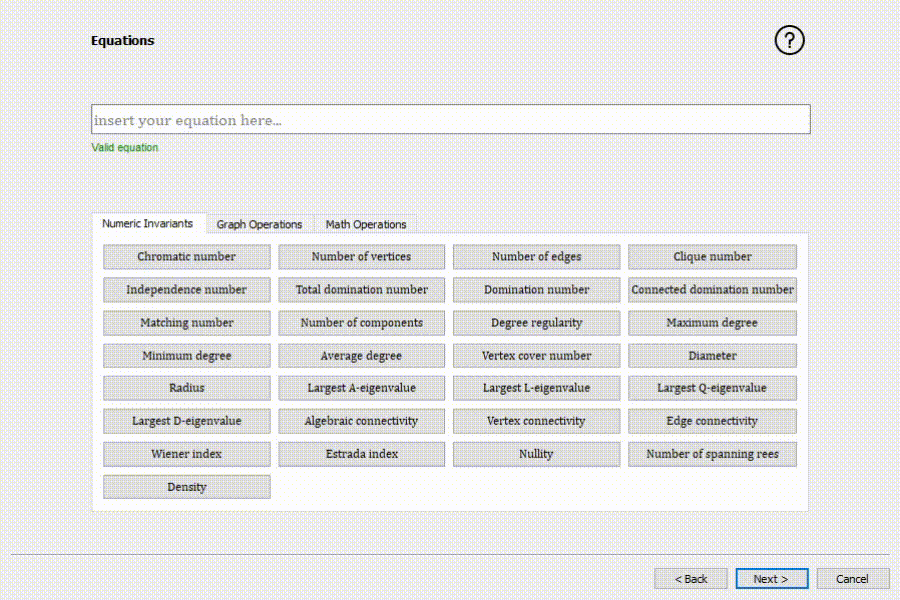 Equations
?
insert your equation here...
Valid equation
Numeric Invariants Graph Operations Math Operations
Chromatic number Number of vertices Number of edges Clique number
Independence number Total domination number Domination number Connected domination number
Matching number Number of components Degree regularity Maximum degree
Minimum degree Average degree Vertex cover number Diameter
Radius Largest A-eigenvalue Largest L-eigenvalue Largest Q-eigenvalue
Largest D-eigenvalue Algebraic connectivity Vertex connectivity Edge connectivity
Wiener index Estrada index Nullity Number of spanning rees
Density
< Back Next > Cancel